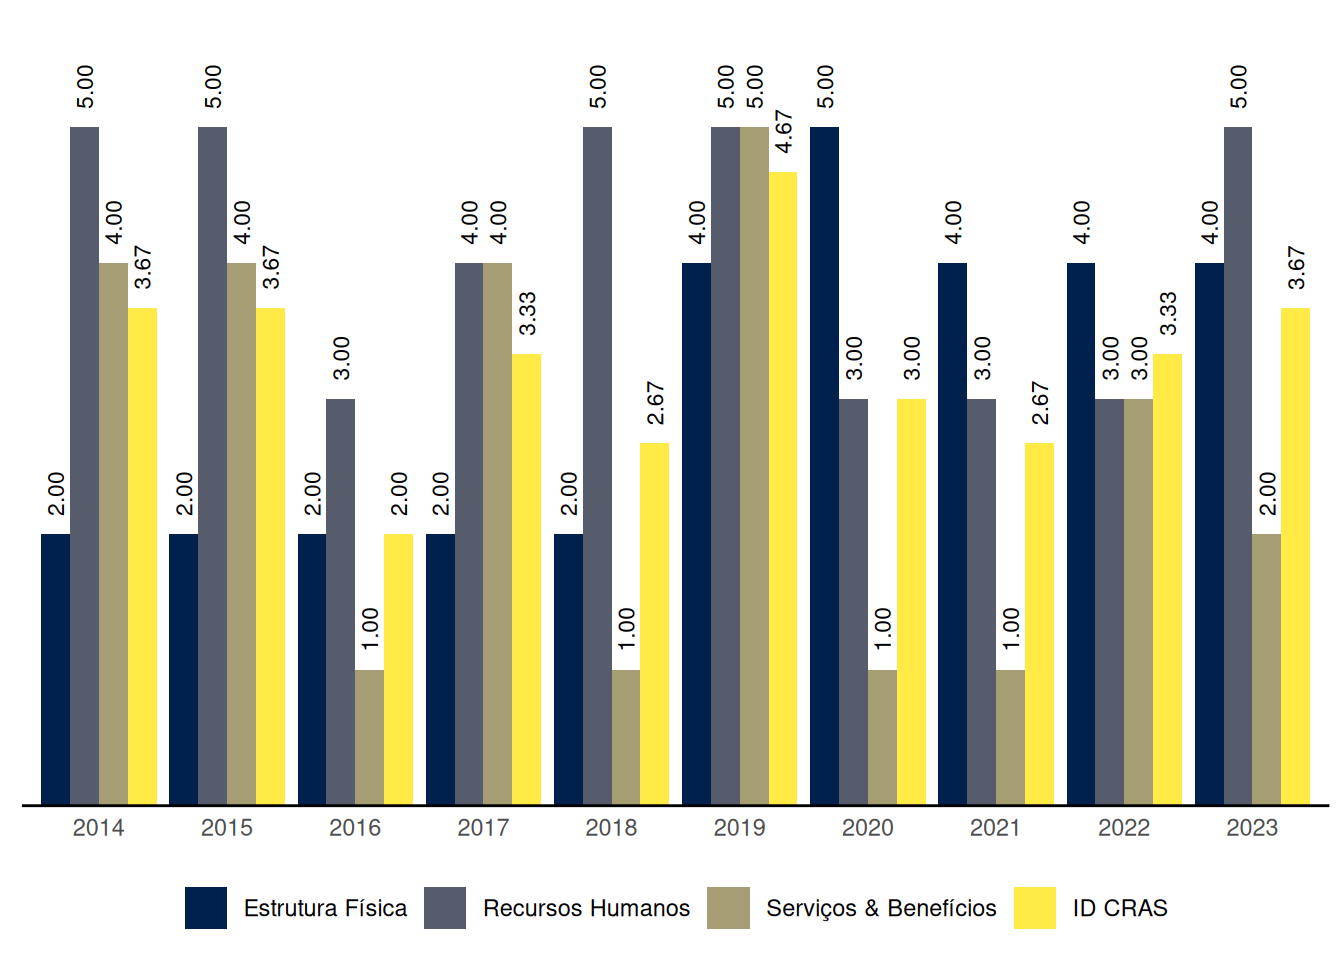 2.00 5.00 4.00 3.67
2.00 5.00 4.00 3.67
2.00 3.00 1.00 2.00
2.00 4.00 4.00 3.33
2.00 5.00 1.00 2.67
4.00 5.00 5.00 4.67
5.00 3.00 1.00 3.00
4.00 3.00 1.00 2.67
4.00 3.00 3.00 3.33
4.00 5.00 2.00 3.67
2014 2015 2016 2017 2018 2019 2020 2021 2022 2023
Estrutura Física Recursos Humanos Serviços & Benefícios ID CRAS